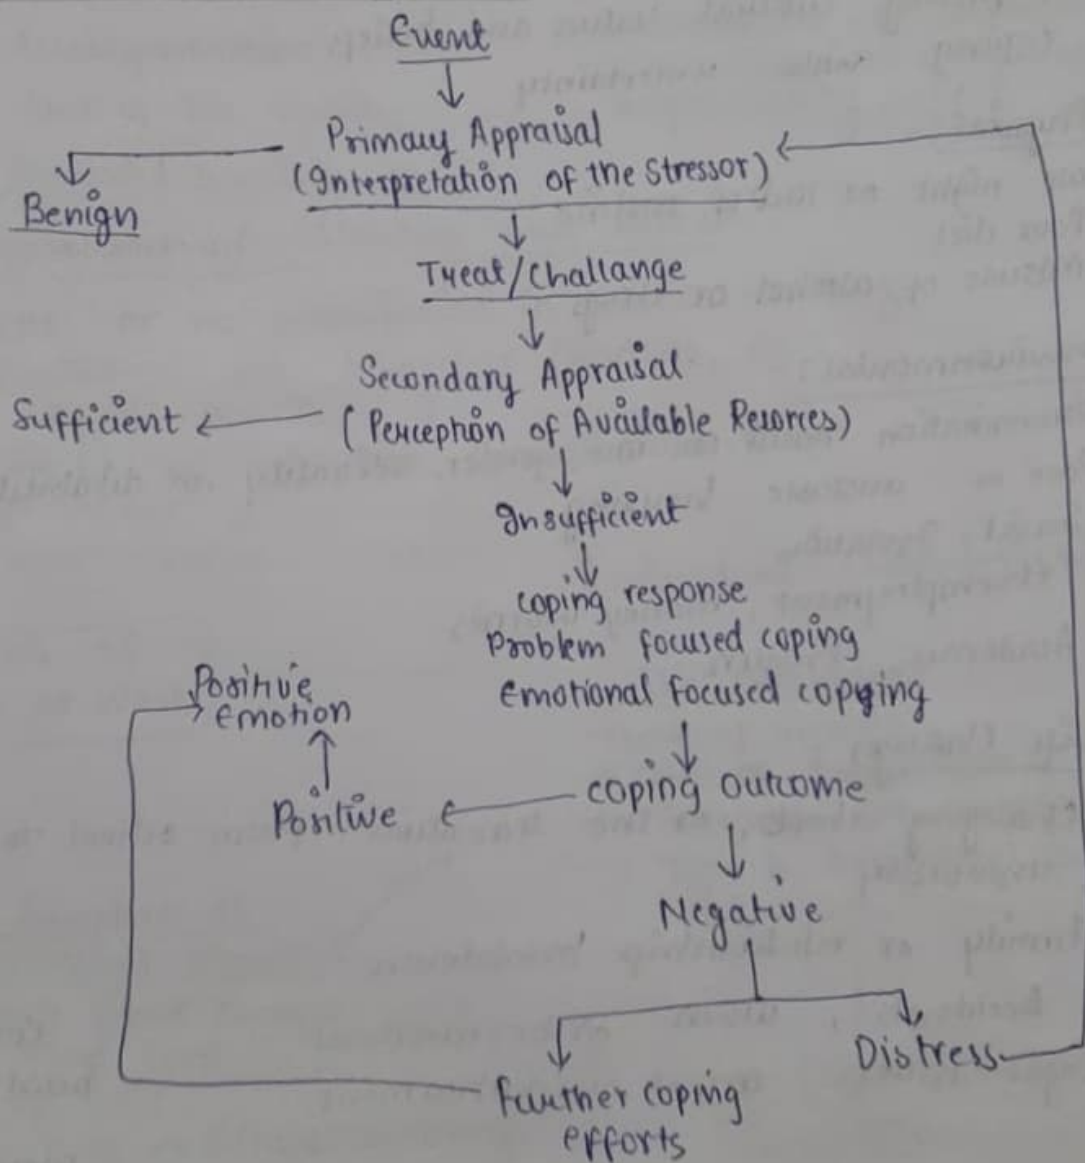 Event
Primary Appraisal
(Interpretation of the Stressor)
Benign
Treat/Challange
Secondary Appraisal
Sufficient
(Perception of Available Resorces)
Insufficient
Coping response
Problem focused coping
Emotional focused copying
Positive
Emotion
Coping outcome
Positive
Negative
Distress
further coping
efforts